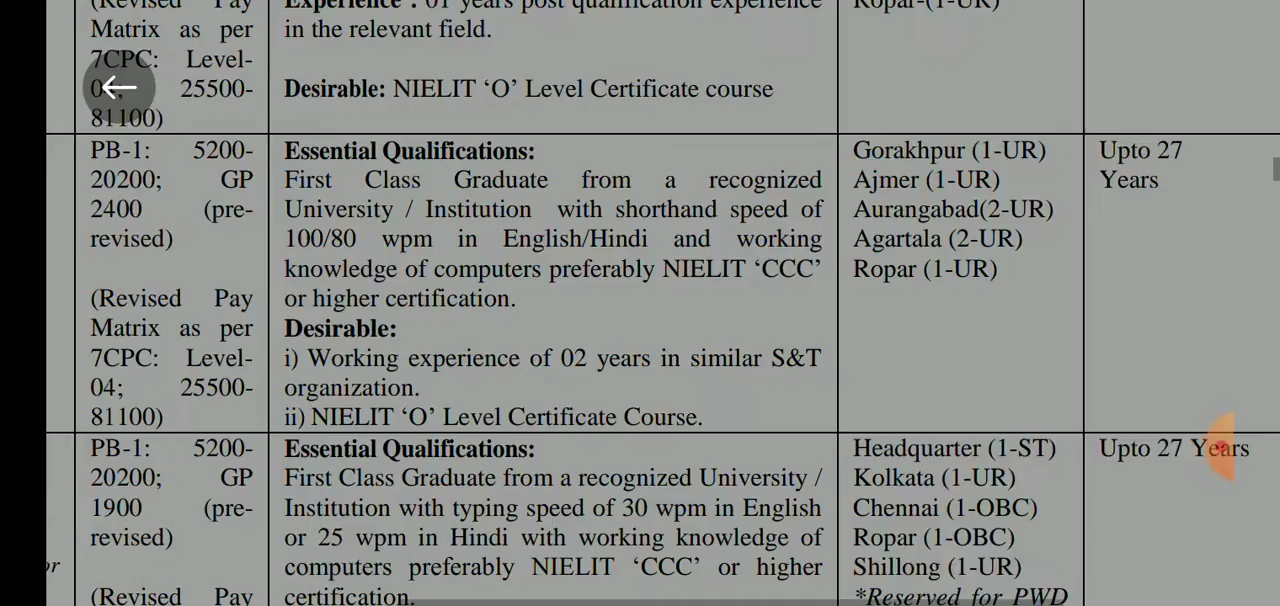 (Revised Pay
Matrix as per
7CPC: Level-
04; 25500-
81100)
Experience : 01 years post qualification experience
in the relevant field.
Desirable: NIELIT ‘O’ Level Certificate course
Ropar-(1-UR)
PB-1: 5200-
20200; GP
2400 (pre-
revised)
(Revised Pay
Matrix as per
7CPC: Level-
04; 25500-
81100)
Essential Qualifications:
First Class Graduate from a recognized
University / Institution with shorthand speed of
100/80 wpm in English/Hindi and working
knowledge of computers preferably NIELIT ‘CCC’
or higher certification.
Desirable:
i) Working experience of 02 years in similar S&T
organization.
ii) NIELIT ‘O’ Level Certificate Course.
Gorakhpur (1-UR)
Ajmer (1-UR)
Aurangabad(2-UR)
Agartala (2-UR)
Ropar (1-UR)
Upto 27
Years
or
PB-1: 5200-
20200; GP
1900 (pre-
revised)
(Revised Pay
Essential Qualifications:
First Class Graduate from a recognized University /
Institution with typing speed of 30 wpm in English
or 25 wpm in Hindi with working knowledge of
computers preferably NIELIT ‘CCC’ or higher
certification.
Headquarter (1-ST)
Kolkata (1-UR)
Chennai (1-OBC)
Ropar (1-OBC)
Shillong (1-UR)
*Reserved for PWD
Upto 27 Years